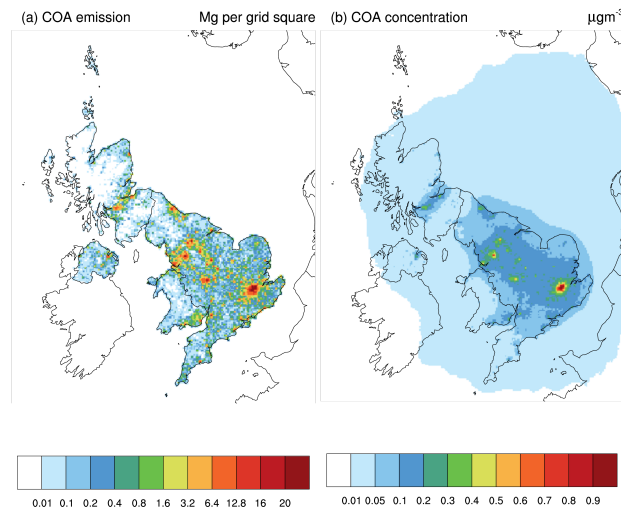 (a) COA emission Mg per grid square
(b) COA concentration µgm⁻³
0.01 0.1 0.2 0.4 0.8 1.6 3.2 6.4 12.8 16 20
0.01 0.05 0.1 0.2 0.3 0.4 0.5 0.6 0.7 0.8 0.9